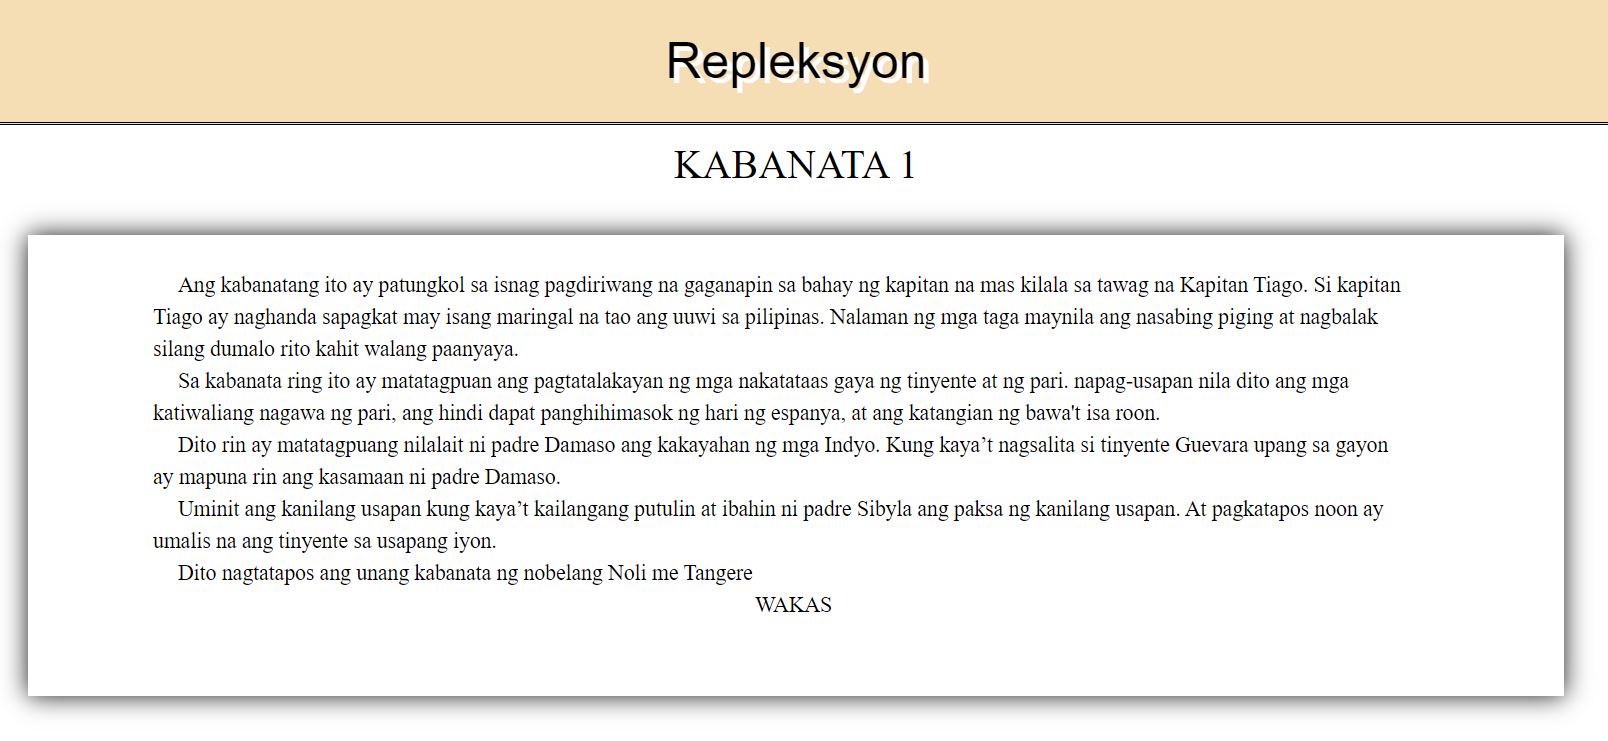 Repleksyon
KABANATA 1
Ang kabanatang ito ay patungkol sa isnag pagdiriwang na gaganapin sa bahay ng kapitan na mas kilala sa tawag na Kapitan Tiago. Si kapitan
Tiago ay naghanda sapagkat may isang maringal na tao ang uuwi sa pilipinas. Nalaman ng mga taga maynila ang nasabing piging at nagbalak
silang dumalo rito kahit walang paanyaya.
Sa kabanata ring ito ay matatagpuan ang pagtatalakayan ng mga nakatataas gaya ng tinyente at ng pari. napag-usapan nila dito ang mga
katiwaliang nagawa ng pari, ang hindi dapat panghihimasok ng hari ng espanya, at ang katangian ng bawa't isa roon.
Dito rin ay matatagpuang nilalait ni padre Damaso ang kakayahan ng mga Indyo. Kung kaya’t nagsalita si tinyente Guevara upang sa gayon
ay mapuna rin ang kasamaan ni padre Damaso.
Uminit ang kanilang usapan kung kaya’t kailangang putulin at ibahin ni padre Sibyla ang paksa ng kanilang usapan. At pagkatapos noon ay
umalis na ang tinyente sa usapang iyon.
Dito nagtatapos ang unang kabanata ng nobelang Noli me Tangere
WAKAS